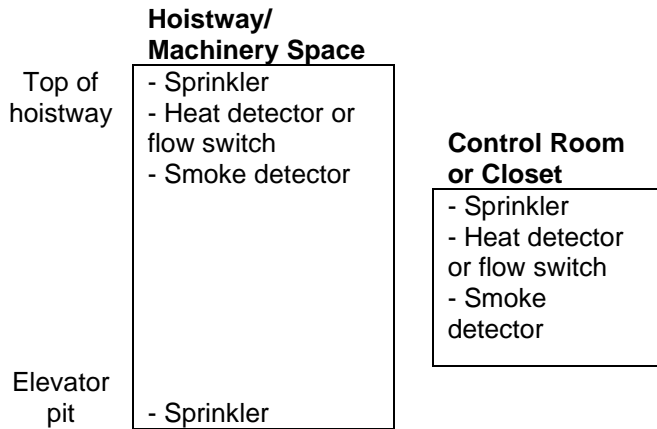 Hoistway/
Machinery Space
Top of
hoistway
- Sprinkler
- Heat detector or
flow switch
- Smoke detector
Control Room
or Closet
- Sprinkler
- Heat detector
or flow switch
- Smoke
detector
Elevator
pit
- Sprinkler